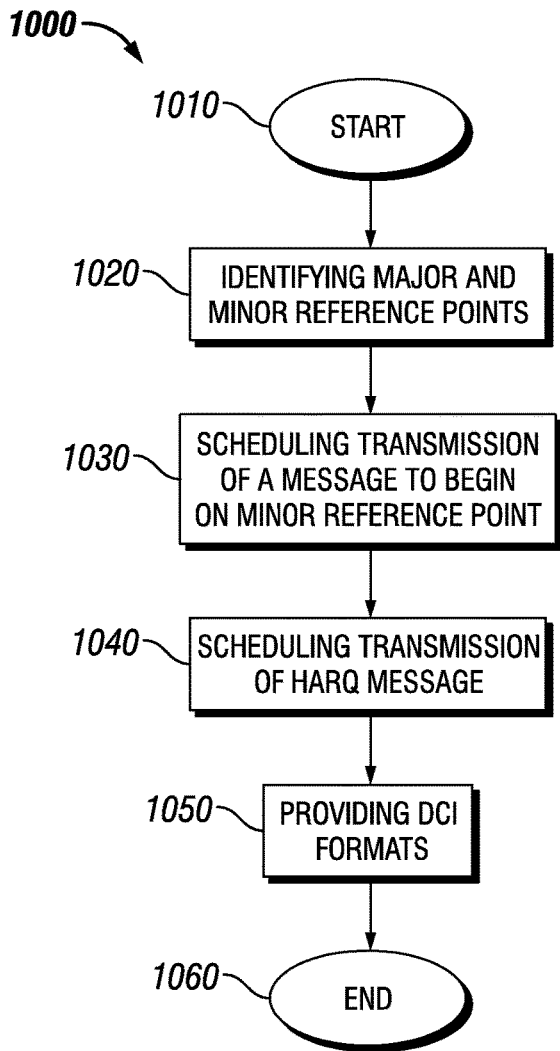 1000
1010
START
1020
IDENTIFYING MAJOR AND
MINOR REFERENCE POINTS
1030
SCHEDULING TRANSMISSION
OF A MESSAGE TO BEGIN
ON MINOR REFERENCE POINT
1040
SCHEDULING TRANSMISSION
OF HARQ MESSAGE
1050
PROVIDING DCI
FORMATS
1060
END